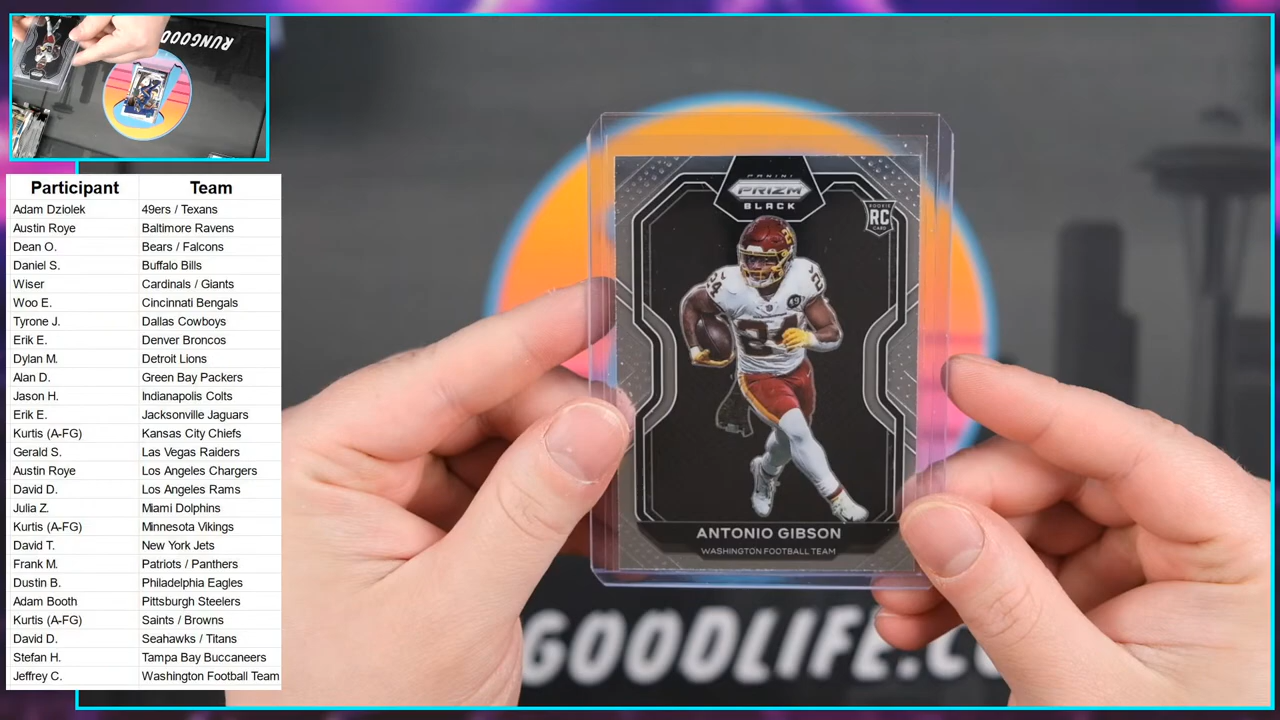 RUNGOOD
Participant Team
Adam Dziolek 49ers / Texans
Austin Roye Baltimore Ravens
Dean O. Bears / Falcons
Daniel S. Buffalo Bills
Wiser Cardinals / Giants
Woo E. Cincinnati Bengals
Tyrone J. Dallas Cowboys
Erik E. Denver Broncos
Dylan M. Detroit Lions
Alan D. Green Bay Packers
Jason H. Indianapolis Colts
Erik E. Jacksonville Jaguars
Kurtis (A-FG) Kansas City Chiefs
Gerald S. Las Vegas Raiders
Austin Roye Los Angeles Chargers
David D. Los Angeles Rams
Julia Z. Miami Dolphins
Kurtis (A-FG) Minnesota Vikings
David T. New York Jets
Frank M. Patriots / Panthers
Dustin B. Philadelphia Eagles
Adam Booth Pittsburgh Steelers
Kurtis (A-FG) Saints / Browns
David D. Seahawks / Titans
Stefan H. Tampa Bay Buccaneers
Jeffrey C. Washington Football Team
PANINI
PRIZM
BLACK
ROOKIE
RC
CARD
24
24
ANTONIO GIBSON
WASHINGTON FOOTBALL TEAM
GOODLIFE.C